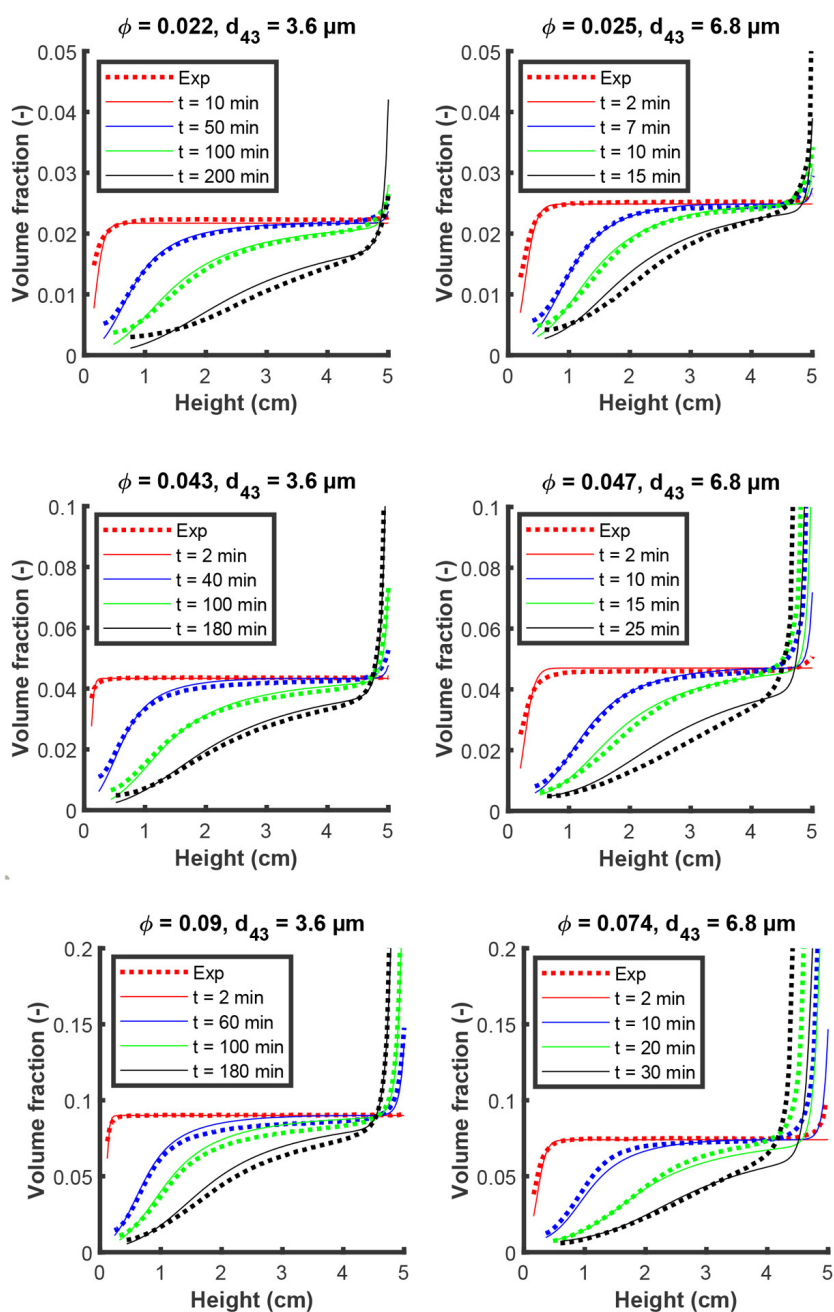 ϕ = 0.022, d43 = 3.6 µm
Volume fraction (-)
0.05
0.04
0.03
0.02
0.01
0
Exp
t = 10 min
t = 50 min
t = 100 min
t = 200 min
0 1 2 3 4 5
Height (cm)
ϕ = 0.025, d43 = 6.8 µm
Volume fraction (-)
0.05
0.04
0.03
0.02
0.01
0
Exp
t = 2 min
t = 7 min
t = 10 min
t = 15 min
0 1 2 3 4 5
Height (cm)
ϕ = 0.043, d43 = 3.6 µm
Volume fraction (-)
0.1
0.08
0.06
0.04
0.02
0
Exp
t = 2 min
t = 40 min
t = 100 min
t = 180 min
0 1 2 3 4 5
Height (cm)
ϕ = 0.047, d43 = 6.8 µm
Volume fraction (-)
0.1
0.08
0.06
0.04
0.02
0
Exp
t = 2 min
t = 10 min
t = 15 min
t = 25 min
0 1 2 3 4 5
Height (cm)
ϕ = 0.09, d43 = 3.6 µm
Volume fraction (-)
0.2
0.15
0.1
0.05
0
Exp
t = 2 min
t = 60 min
t = 100 min
t = 180 min
0 1 2 3 4 5
Height (cm)
ϕ = 0.074, d43 = 6.8 µm
Volume fraction (-)
0.2
0.15
0.1
0.05
0
Exp
t = 2 min
t = 10 min
t = 20 min
t = 30 min
0 1 2 3 4 5
Height (cm)